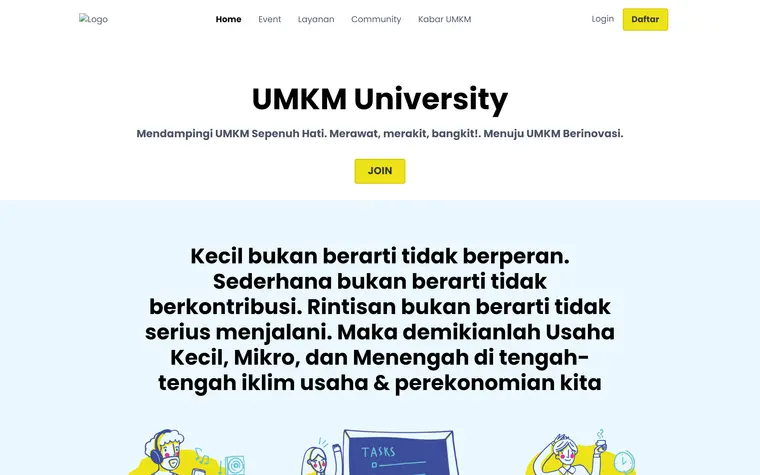 Logo
Home Event Layanan Community Kabar UMKM
Login Daftar
UMKM University
Mendampingi UMKM Sepenuh Hati. Merawat, merakit, bangkit!. Menuju UMKM Berinovasi.
JOIN
Kecil bukan berarti tidak berperan.
Sederhana bukan berarti tidak
berkontribusi. Rintisan bukan berarti tidak
serius menjalani. Maka demikianlah Usaha
Kecil, Mikro, dan Menengah di tengah-
tengah iklim usaha & perekonomian kita
TASKS